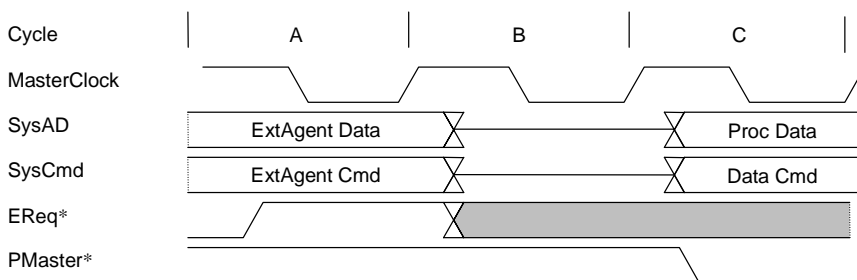 Cycle A B C
MasterClock
SysAD ExtAgent Data Proc Data
SysCmd ExtAgent Cmd Data Cmd
EReq*
PMaster*